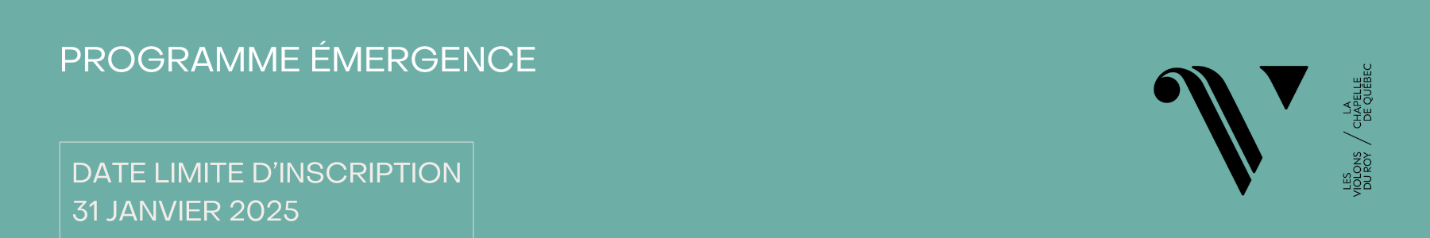 PROGRAMME ÉMERGENCE
DATE LIMITE D'INSCRIPTION
31 JANVIER 2025
LES
VIOLONS
DU ROY
/
LA
CHAPELLE
DE QUÉBEC